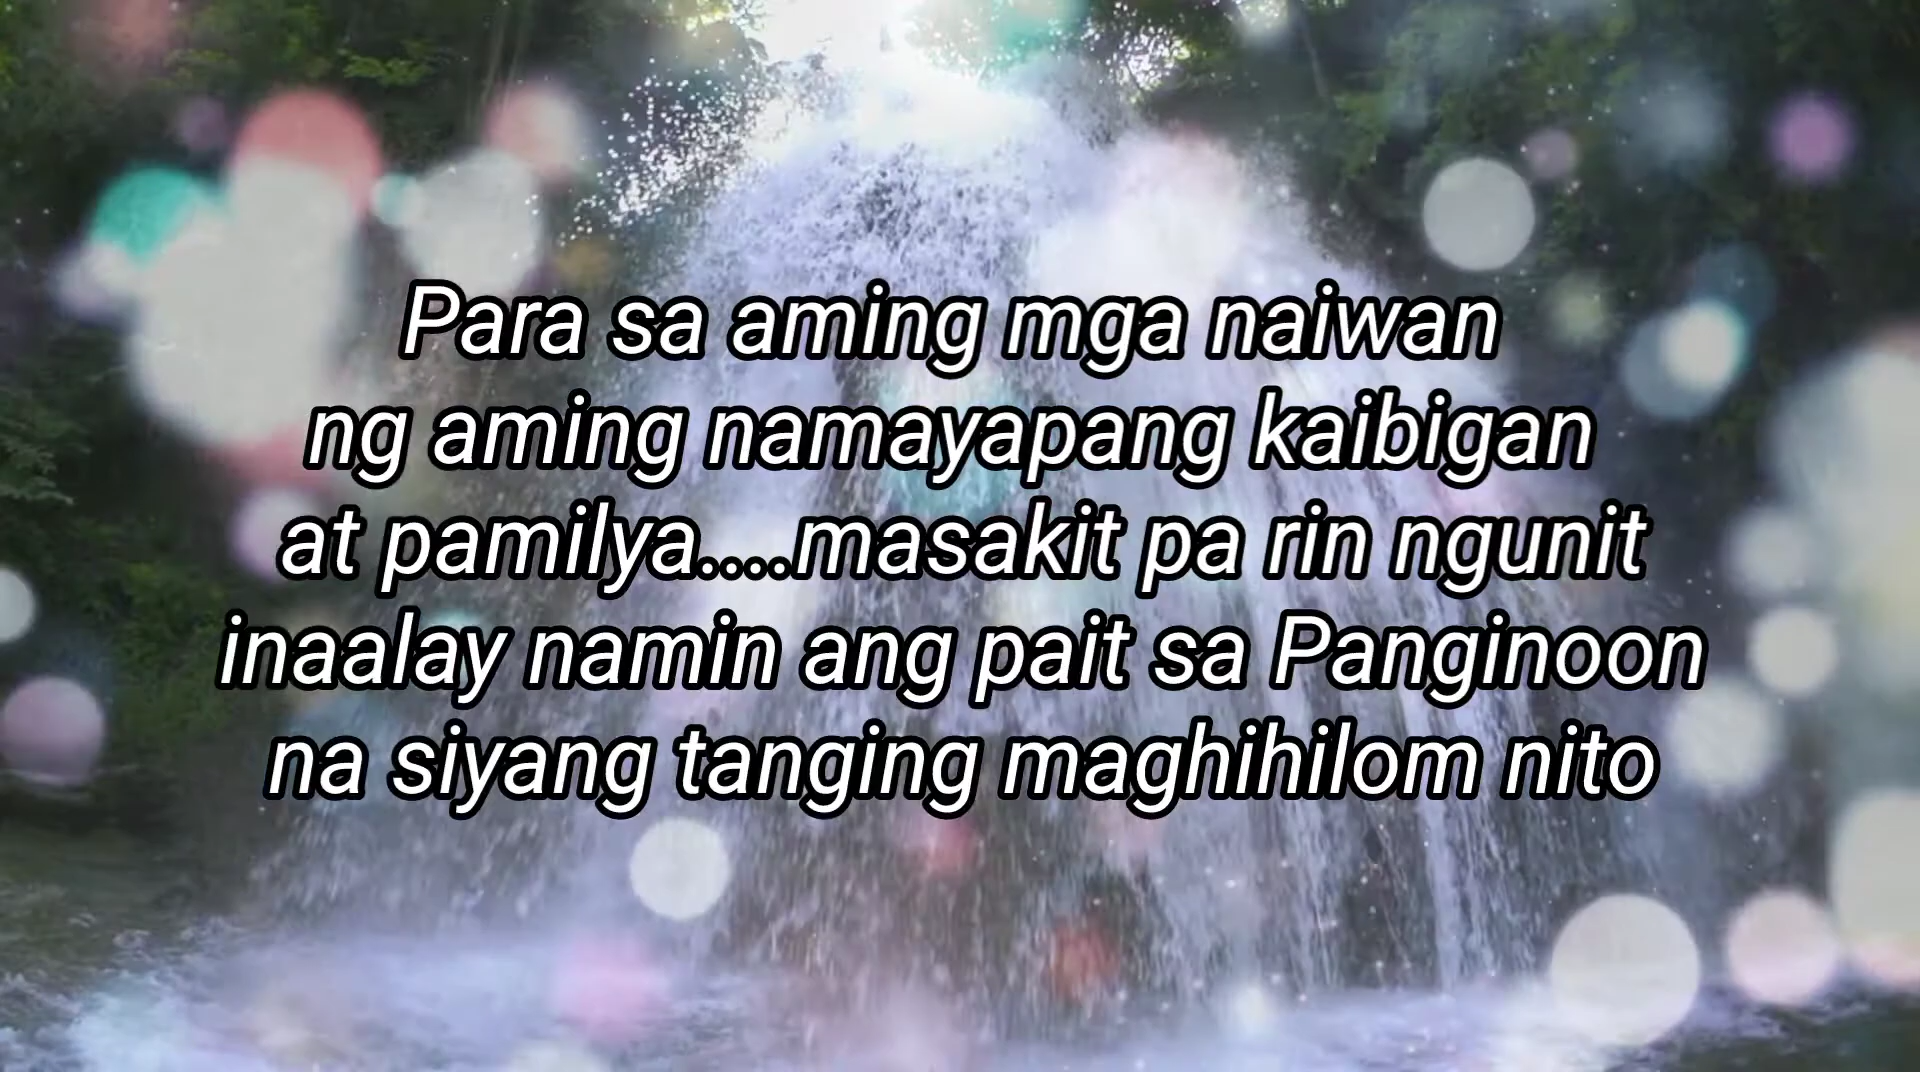 Para sa aming mga naiwan
ng aming namayapang kaibigan
at pamilya....masakit pa rin ngunit
inaalay namin ang pait sa Panginoon
na siyang tanging maghihilom nito